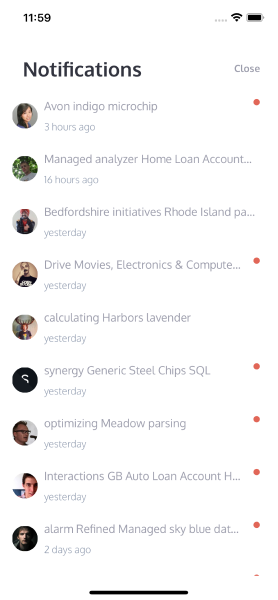 11:59
Notifications
Close
Avon indigo microchip
3 hours ago
Managed analyzer Home Loan Account...
16 hours ago
Bedfordshire initiatives Rhode Island pa...
yesterday
Drive Movies, Electronics & Compute...
yesterday
calculating Harbors lavender
yesterday
synergy Generic Steel Chips SQL
yesterday
optimizing Meadow parsing
yesterday
Interactions GB Auto Loan Account H...
yesterday
alarm Refined Managed sky blue dat...
2 days ago